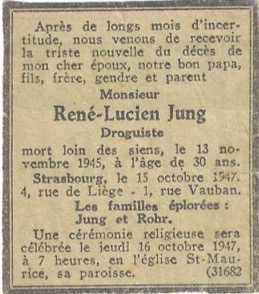 Après de longs mois d'incer-
titude, nous venons de recevoir
la triste nouvelle du décès de
mon cher époux, notre bon papa,
fils, frère, gendre et parent
Monsieur
René-Lucien Jung
Droguiste
mort loin des siens, le 13 no-
vembre 1945, à l'âge de 30 ans.
Strasbourg, le 15 octobre 1947.
4, rue de Liège - 1, rue Vauban.
Les familles éplorées :
Jung et Rohr.
Une cérémonie religieuse sera
célébrée le jeudi 16 octobre 1947,
à 7 heures, en l'église St-Mau-
rice, sa paroisse. (31682